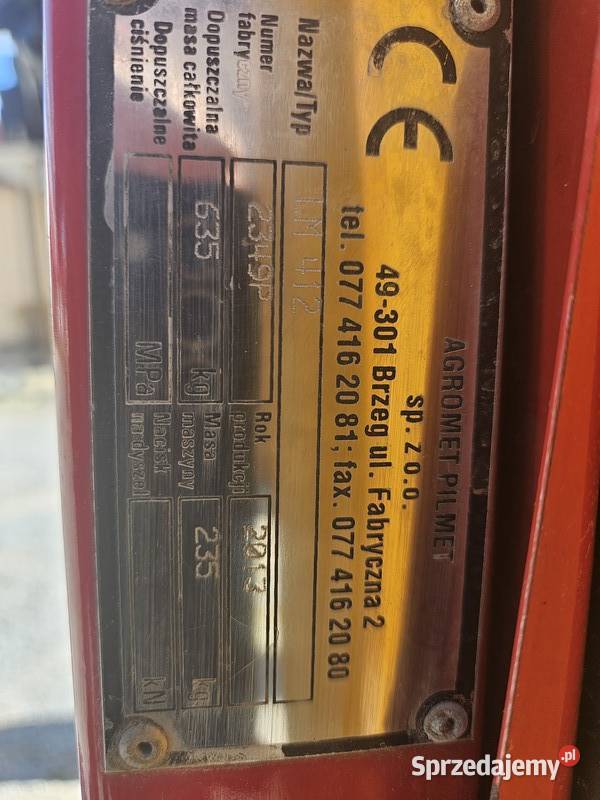 CE
AGROMET PILMET
sp. z o.o.
49-301 Brzeg ul. Fabryczna 2
tel. 077 416 20 81; fax. 077 416 20 80
Nazwa/Typ LM 412
Numer fabryczny 2349P Rok produkcji 2013
Dopuszczalna masa całkowita 635 kg Masa maszyny 235 kg
Dopuszczalne ciśnienie MPa Nacisk na dyszel KN
Sprzedajemy.pl